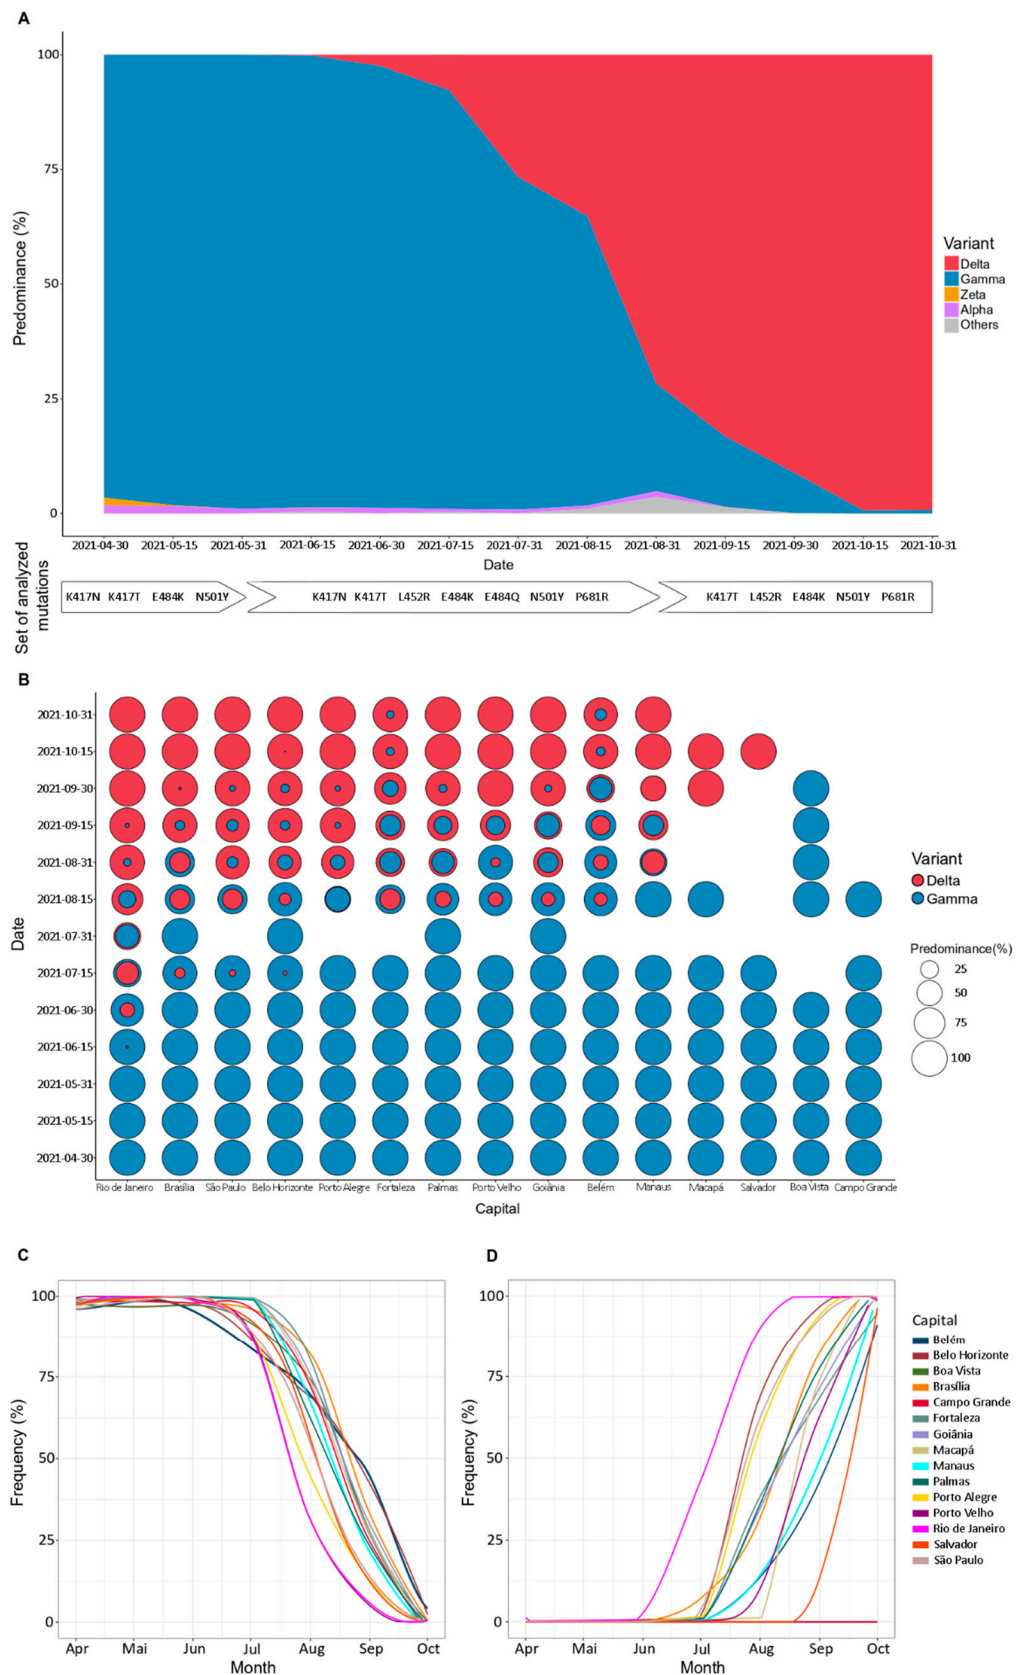 A
100
75
50
25
0
Predominance (%)
2021-04-30 2021-05-15 2021-05-31 2021-06-15 2021-06-30 2021-07-15 2021-07-31 2021-08-15 2021-08-31 2021-09-15 2021-09-30 2021-10-15 2021-10-31
Date
Variant
Delta
Gamma
Zeta
Alpha
Others
Set of analyzed
mutations
K417N K417T E484K N501Y
K417N K417T L452R E484K E484Q N501Y P681R
K417T L452R E484K N501Y P681R
B
2021-10-31
2021-10-15
2021-09-30
2021-09-15
2021-08-31
2021-08-15
2021-07-31
2021-07-15
2021-06-30
2021-06-15
2021-05-31
2021-05-15
2021-04-30
Date
Rio de Janeiro Brasília São Paulo Belo Horizonte Porto Alegre Fortaleza Palmas Porto Velho Goiânia Belém Manaus Macapá Salvador Boa Vista Campo Grande
Capital
Variant
Delta
Gamma
Predominance(%)
25
50
75
100
C
100
75
50
25
0
Frequency (%)
Apr Mai Jun Jul Aug Sep Oct
Month
D
100
75
50
25
0
Frequency (%)
Apr Mai Jun Jul Aug Sep Oct
Month
Capital
Belém
Belo Horizonte
Boa Vista
Brasília
Campo Grande
Fortaleza
Goiânia
Macapá
Manaus
Palmas
Porto Alegre
Porto Velho
Rio de Janeiro
Salvador
São Paulo